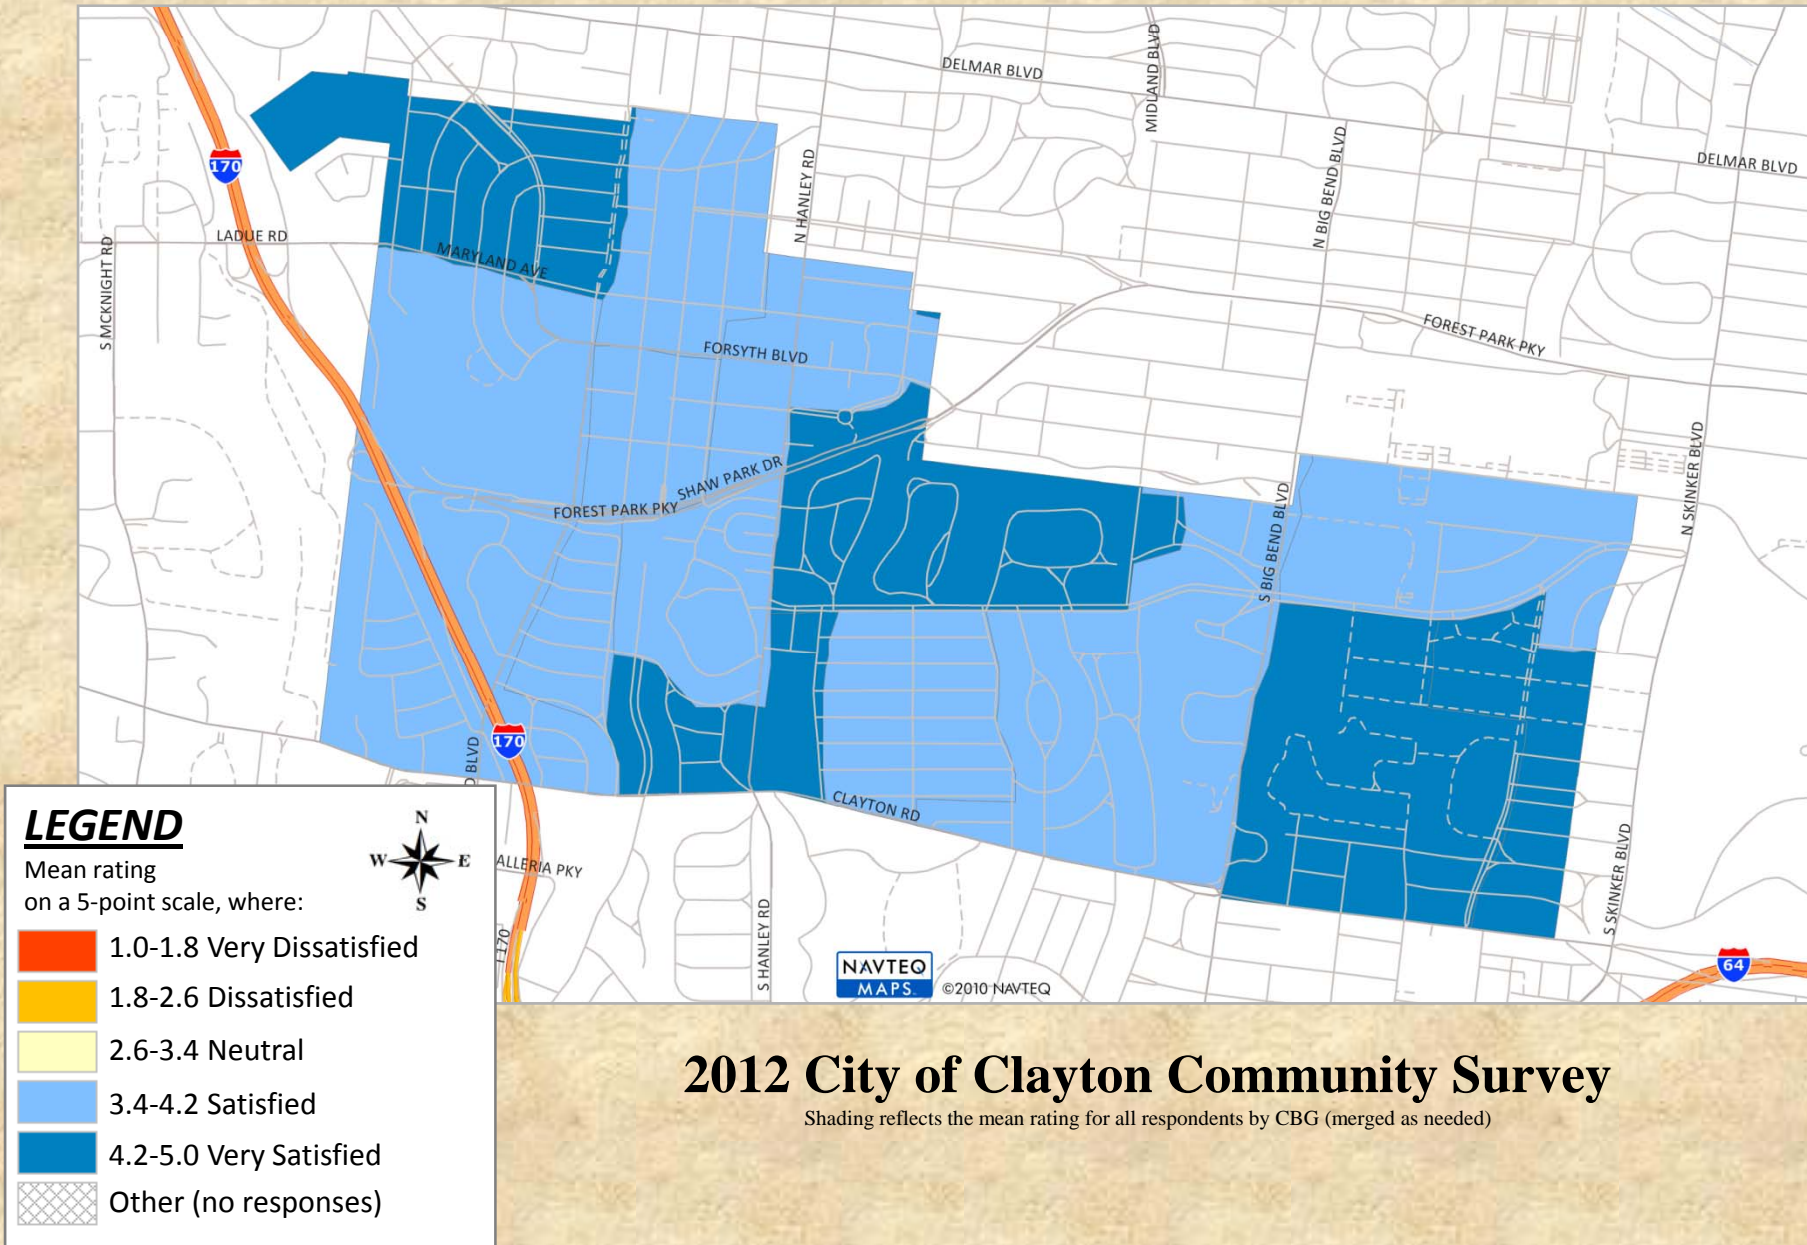 DELMAR BLVD
MIDLAND BLVD
N BIG BEND BLVD
DELMAR BLVD
170
N HANLEY RD
LADUE RD
S MCKNIGHT RD
MARYLAND AVE
FORSYTH BLVD
FOREST PARK PKY
SHAW PARK DR
FOREST PARK PKY
N SKINKER BLVD
S BIG BEND BLVD
170
D BLVD
CLAYTON RD
ALLERIA PKY
S SKINKER BLVD
S HANLEY RD
I 170
64
NAVTEQ
MAPS
©2010 NAVTEQ
LEGEND
N
W E
S
Mean rating
on a 5-point scale, where:
1.0-1.8 Very Dissatisfied
1.8-2.6 Dissatisfied
2.6-3.4 Neutral
3.4-4.2 Satisfied
4.2-5.0 Very Satisfied
Other (no responses)
2012 City of Clayton Community Survey
Shading reflects the mean rating for all respondents by CBG (merged as needed)